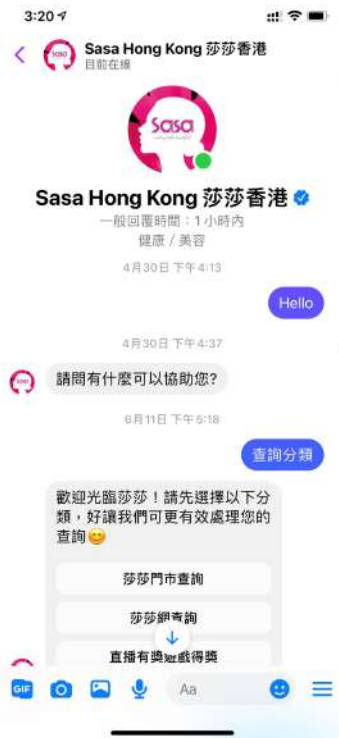 3:20
Sasa Hong Kong 莎莎香港
目前在線
sasa
Sasa Hong Kong 莎莎香港
一般回覆時間：1 小時內
健康 / 美容
4月30日 下午4:13
Hello
4月30日 下午4:37
請問有什麼可以協助您?
6月11日 下午5:18
查詢分類
歡迎光臨莎莎！請先選擇以下分
類，好讓我們可更有效處理您的
查詢😊
莎莎門市查詢
莎莎網查詢
直播有獎遊戲得獎
GIF
Aa